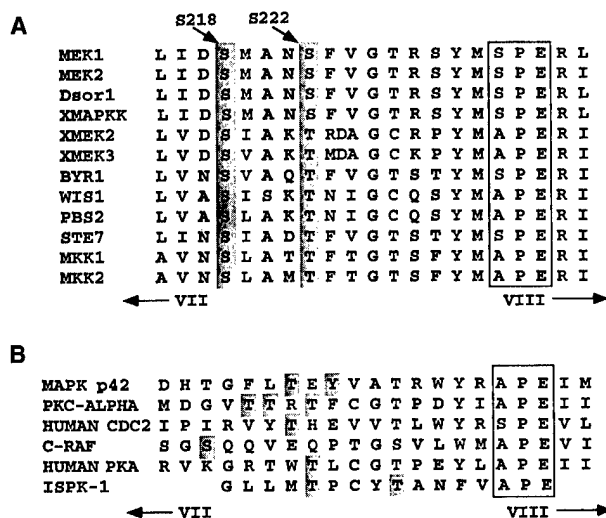 S218 S222
A
MEK1 L I D S M A N S F V G T R S Y M S P E R L
MEK2 L I D S M A N S F V G T R S Y M S P E R L
Dsor1 L I D S M A N S F V G T R S Y M S P E R L
XMAPKK L I D S M A N S F V G T R S Y M S P E R L
XMEK2 L V D S I A K T R D A G C R P Y M A P E R I
XMEK3 L V D S V A K T M D A G C K P Y M A P E R I
BYR1 L V N S V A Q T F V G T S T Y M S P E R I
WIS1 L V A S I S K T N I G C Q S Y M A P E R I
PBS2 L V A S L A K T N I G C Q S Y M A P E R I
STE7 L I N S I A D T F V G T S T Y M S P E R I
MKK1 A V N S L A T T F T G T S F Y M A P E R I
MKK2 A V N S L A M T F T G T S F Y M A P E R I
VII VIII
B
MAPK p42 D H T G F L T E Y V A T R W Y R A P E I M
PKC-ALPHA M D G V T T R T F C G T P D Y I A P E I I
HUMAN CDC2 I P I R V Y T H E V V T L W Y R S P E V L
C-RAF S G S Q Q V E Q P T G S V L W M A P E V I
HUMAN PKA R V K G R T W T L C G T P E Y L A P E I I
ISPK-1 G L L M T P C Y T A N F V A P E
VII VIII